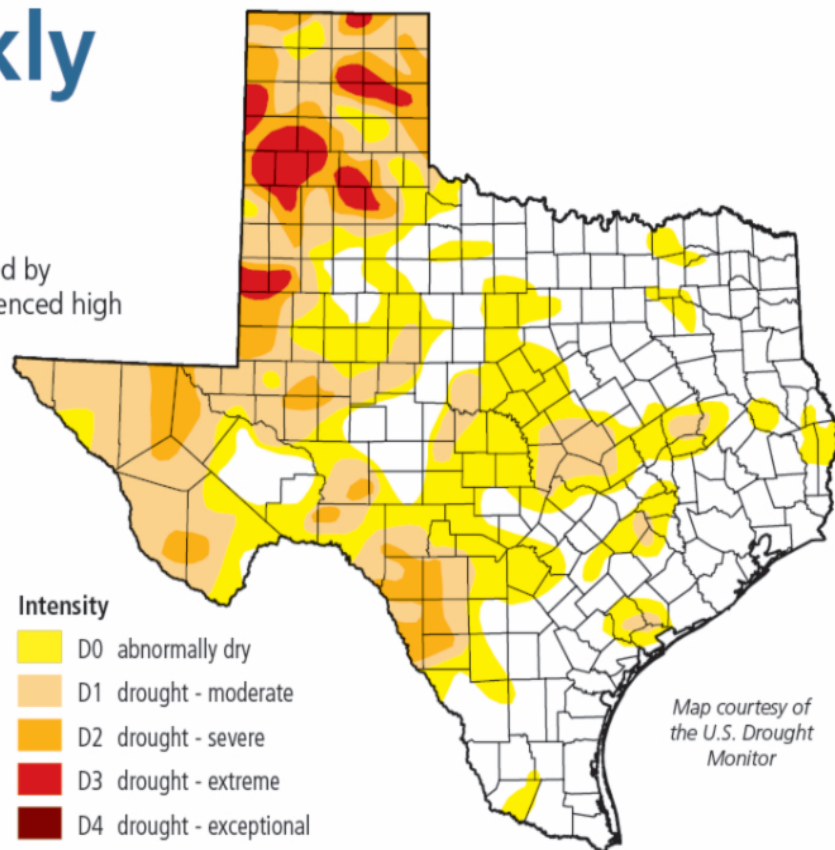 kly
d by
enced high
Intensity
D0 abnormally dry
D1 drought - moderate
D2 drought - severe
D3 drought - extreme
D4 drought - exceptional
Map courtesy of
the U.S. Drought
Monitor